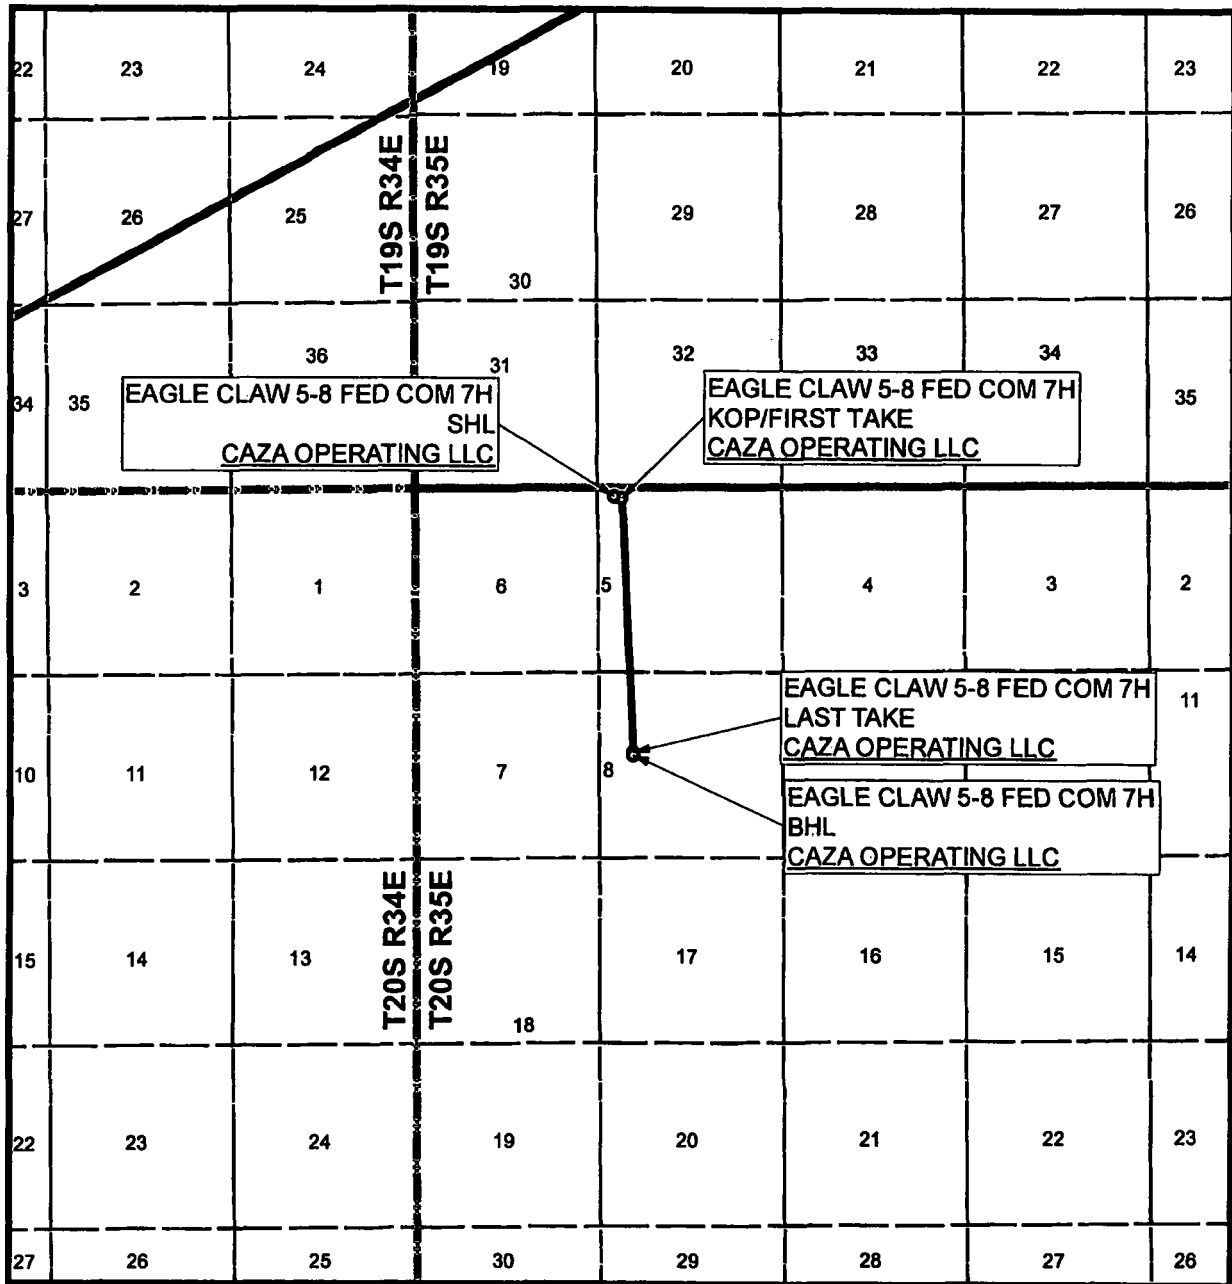 22 23 24 19 20 21 22 23
T19S R34E
T19S R35E
27 26 25 29 28 27 26
30
36 31 32 33 34
34 35 35
EAGLE CLAW 5-8 FED COM 7H
SHL
CAZA OPERATING LLC
EAGLE CLAW 5-8 FED COM 7H
KOP/FIRST TAKE
CAZA OPERATING LLC
3 2 1 6 5 4 3 2
EAGLE CLAW 5-8 FED COM 7H
LAST TAKE
CAZA OPERATING LLC
11
10 11 12 7 8
EAGLE CLAW 5-8 FED COM 7H
BHL
CAZA OPERATING LLC
T20S R34E
T20S R35E
15 14 13 17 16 15 14
18
22 23 24 19 20 21 22 23
27 26 25 30 29 28 27 26